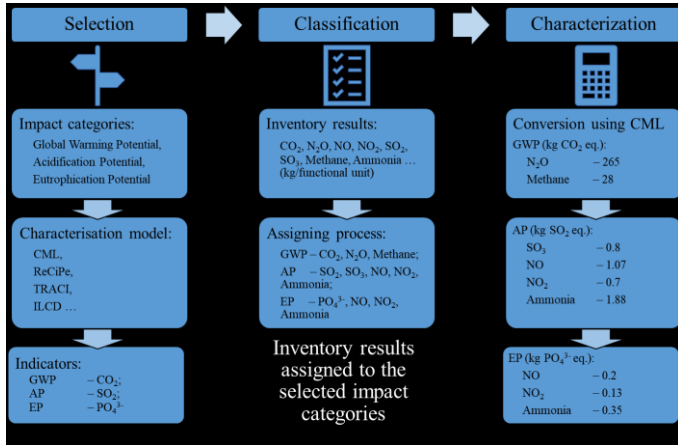 Selection
Classification
Characterization
Impact categories:
Global Warming Potential,
Acidification Potential,
Eutrophication Potential
Characterisation model:
CML,
ReCiPe,
TRACI,
ILCD ...
Indicators:
GWP – CO₂;
AP – SO₂;
EP – PO₄³⁻
Inventory results:
CO₂, N₂O, NO, NO₂, SO₂,
SO₃, Methane, Ammonia ...
(kg/functional unit)
Assigning process:
GWP – CO₂, N₂O, Methane;
AP – SO₂, SO₃, NO, NO₂,
Ammonia;
EP – PO₄³⁻, NO, NO₂,
Ammonia
Inventory results
assigned to the
selected impact
categories
Conversion using CML
GWP (kg CO₂ eq.):
N₂O – 265
Methane – 28
AP (kg SO₂ eq.):
SO₃ – 0.8
NO – 1.07
NO₂ – 0.7
Ammonia – 1.88
EP (kg PO₄³⁻ eq.):
NO – 0.2
NO₂ – 0.13
Ammonia – 0.35